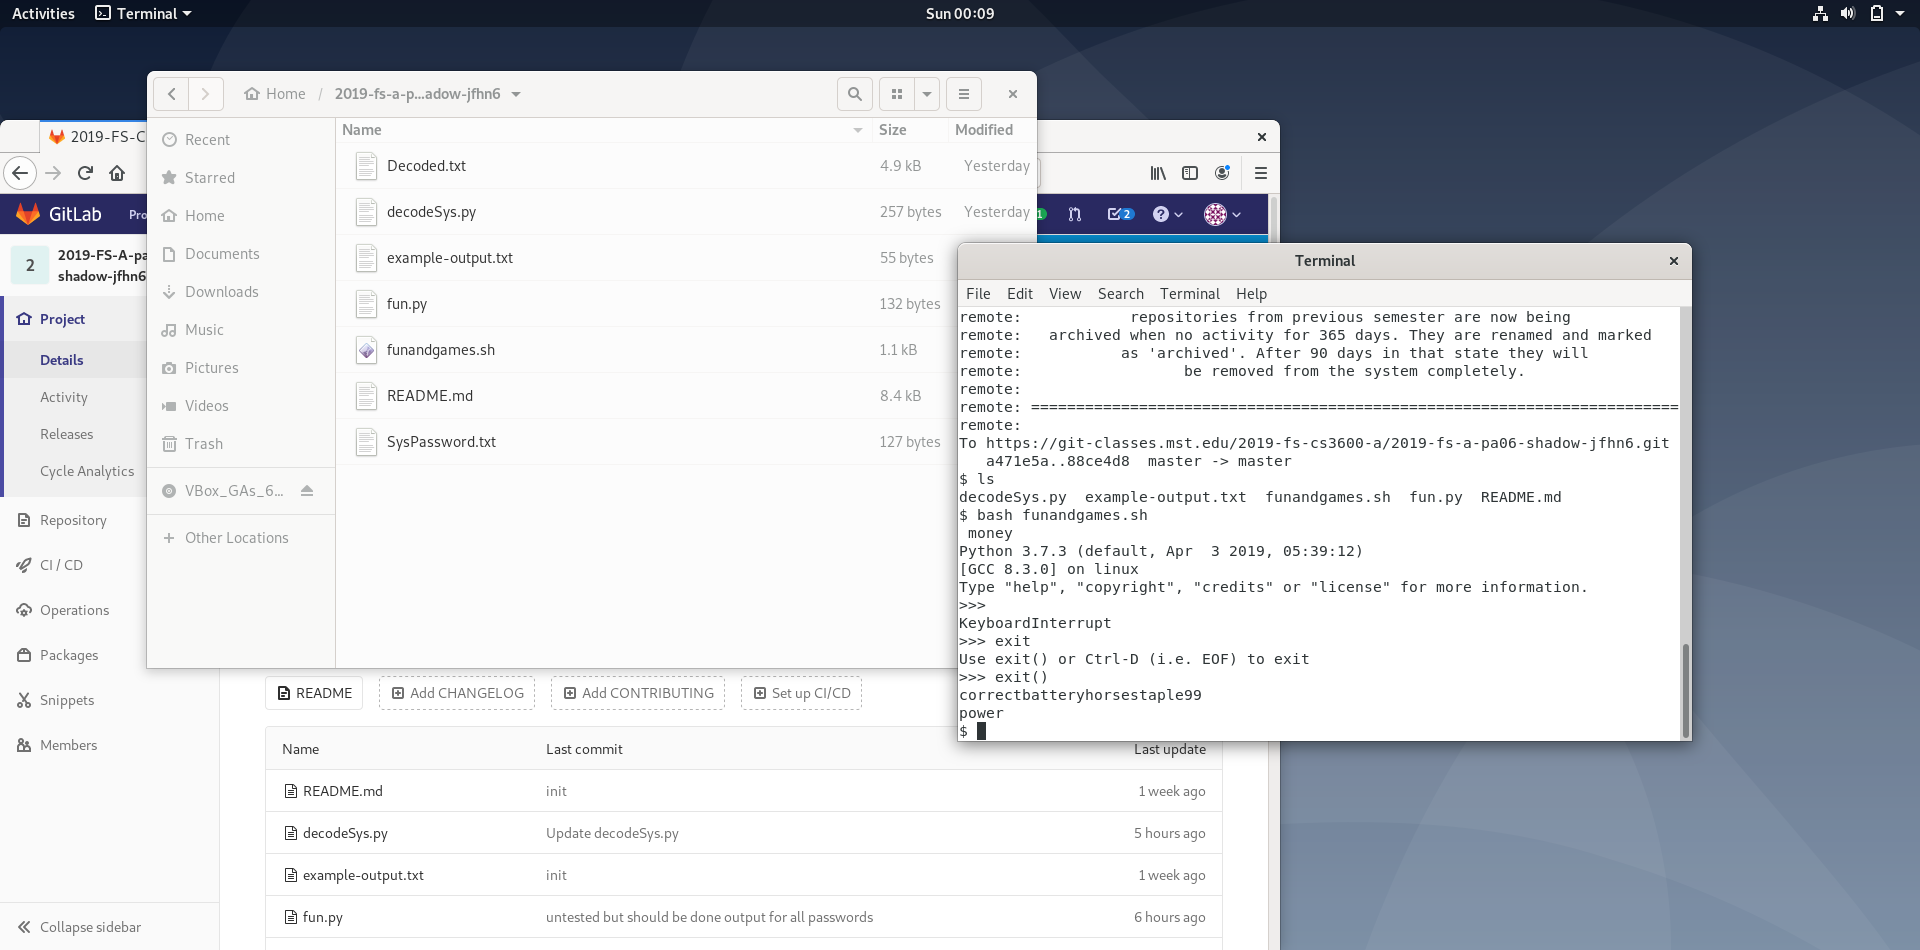 Activities
Terminal
Sun 00:09
Home / 2019-fs-a-p...adow-jfhn6
Name Size Modified
Recent
Starred
Home
Documents
Downloads
Music
Pictures
Videos
Trash
VBox_GAs_6...
Other Locations
Decoded.txt 4.9 kB Yesterday
decodeSys.py 257 bytes Yesterday
example-output.txt 55 bytes
fun.py 132 bytes
funandgames.sh 1.1 kB
README.md 8.4 kB
SysPassword.txt 127 bytes
2019-FS-C
GitLab Pro
1
2
2
2019-FS-A-pa
shadow-jfhn6
Project
Details
Activity
Releases
Cycle Analytics
Repository
CI / CD
Operations
Packages
Snippets
Members
Collapse sidebar
README Add CHANGELOG Add CONTRIBUTING Set up CI/CD
Name Last commit Last update
README.md init 1 week ago
decodeSys.py Update decodeSys.py 5 hours ago
example-output.txt init 1 week ago
fun.py untested but should be done output for all passwords 6 hours ago
Terminal
File Edit View Search Terminal Help
remote: repositories from previous semester are now being
remote: archived when no activity for 365 days. They are renamed and marked
remote: as 'archived'. After 90 days in that state they will
remote: be removed from the system completely.
remote:
remote: ========================================================================
remote:
To https://git-classes.mst.edu/2019-fs-cs3600-a/2019-fs-a-pa06-shadow-jfhn6.git
a471e5a..88ce4d8 master -> master
$ ls
decodeSys.py example-output.txt funandgames.sh fun.py README.md
$ bash funandgames.sh
money
Python 3.7.3 (default, Apr 3 2019, 05:39:12)
[GCC 8.3.0] on linux
Type "help", "copyright", "credits" or "license" for more information.
>>>
KeyboardInterrupt
>>> exit
Use exit() or Ctrl-D (i.e. EOF) to exit
>>> exit()
correctbatteryhorsestaple99
power
$